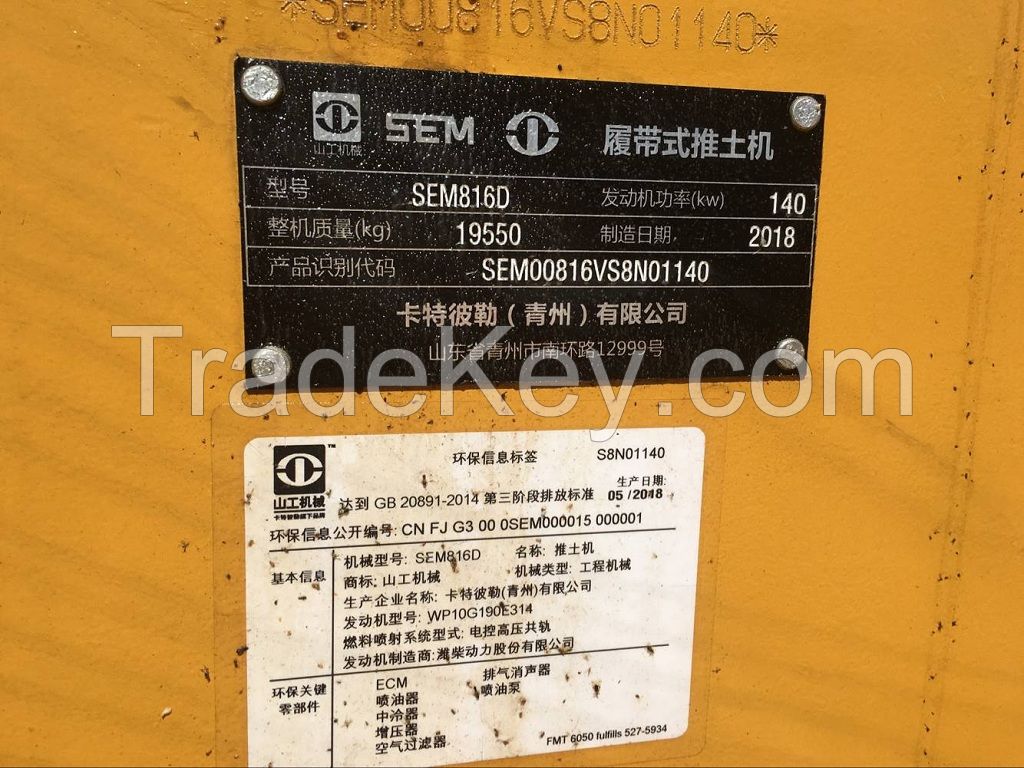 *SEM00816VS8N01140*
山工机械 SEM 履带式推土机
型号 SEM816D 发动机功率(kw) 140
整机质量(kg) 19550 制造日期 2018
产品识别代码 SEM00816VS8N01140
卡特彼勒(青州)有限公司
山东省青州市南环路12999号
TradeKey.com
环保信息标签 S8N01140
山工机械
卡特彼勒旗下品牌
TM
生产日期:
达到 GB 20891-2014 第三阶段排放标准 05/2018
环保信息公开编号: CN FJ G3 00 0SEM000015 000001
基本信息
机械型号: SEM816D 名称: 推土机
商标: 山工机械 机械类型: 工程机械
生产企业名称: 卡特彼勒(青州)有限公司
发动机型号: WP10G190E314
燃料喷射系统型式: 电控高压共轨
发动机制造商: 潍柴动力股份有限公司
环保关键
零部件
ECM 排气消声器
喷油器 喷油泵
中冷器
增压器
空气过滤器
FMT 6050 fulfills 527-5934